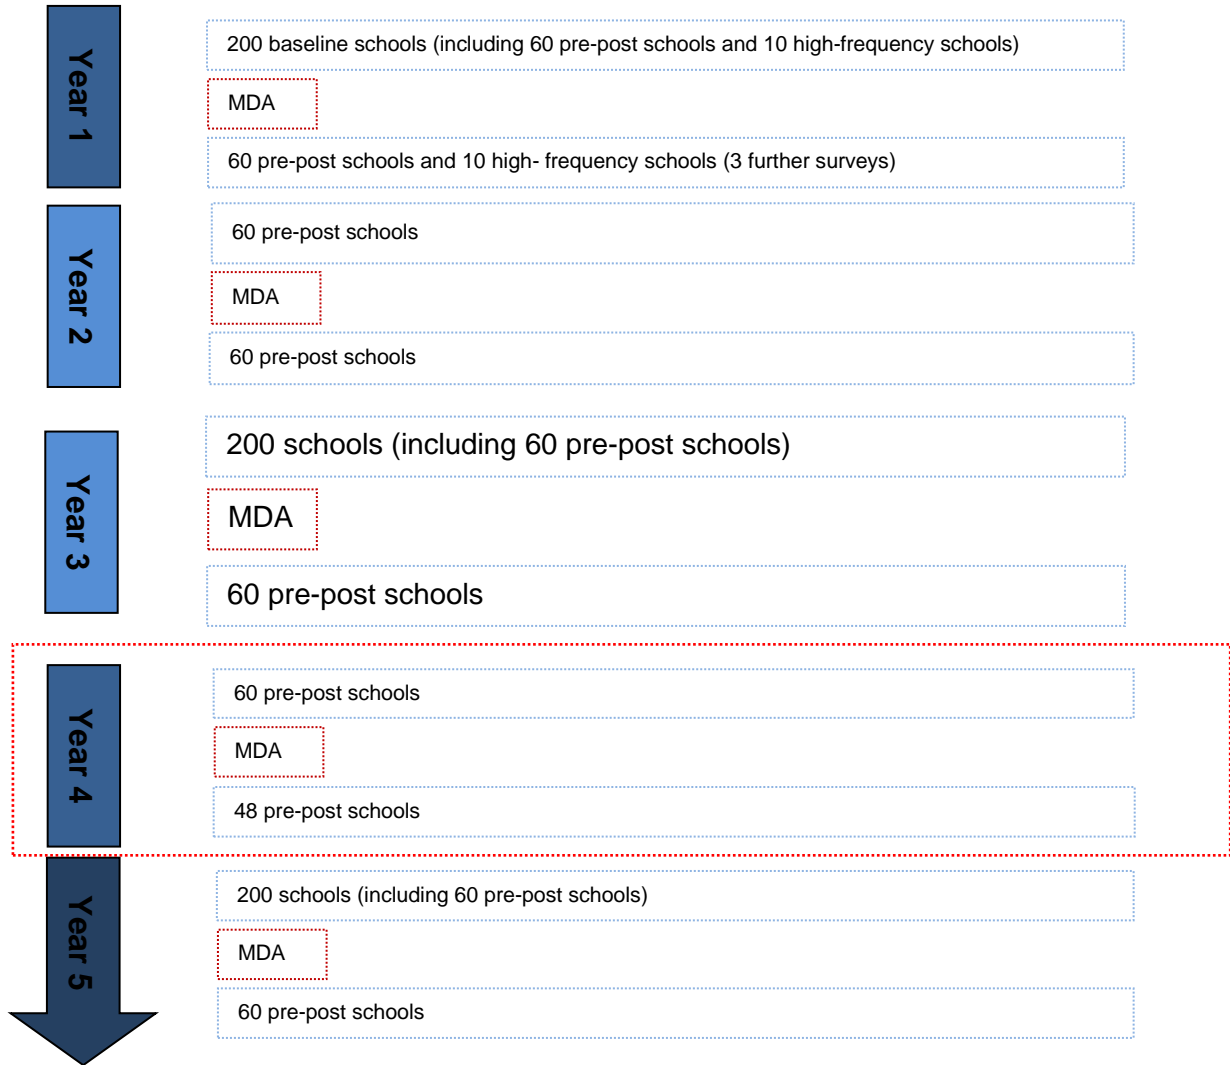 Year 1
200 baseline schools (including 60 pre-post schools and 10 high-frequency schools)
MDA
60 pre-post schools and 10 high- frequency schools (3 further surveys)
Year 2
60 pre-post schools
MDA
60 pre-post schools
Year 3
200 schools (including 60 pre-post schools)
MDA
60 pre-post schools
Year 4
60 pre-post schools
MDA
48 pre-post schools
Year 5
200 schools (including 60 pre-post schools)
MDA
60 pre-post schools